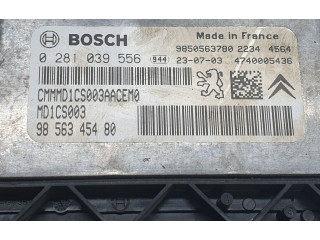 BOSCH
Made in France
9850563780 2234 4564
0 281 039 556 944 23-07-03 4740005436
CMMMD1CS003AACEM0
MD1CS003
98 563 454 80